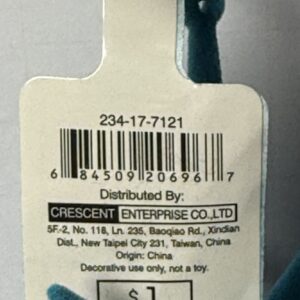 234-17-7121
6 84509 20696 7
Distributed By:
CRESCENT ENTERPRISE CO.,LTD
5F.-2, No. 118, Ln. 235, Baoqiao Rd., Xindian
Dist., New Taipei City 231, Taiwan, China
Origin: China
Decorative use only, not a toy.
$1